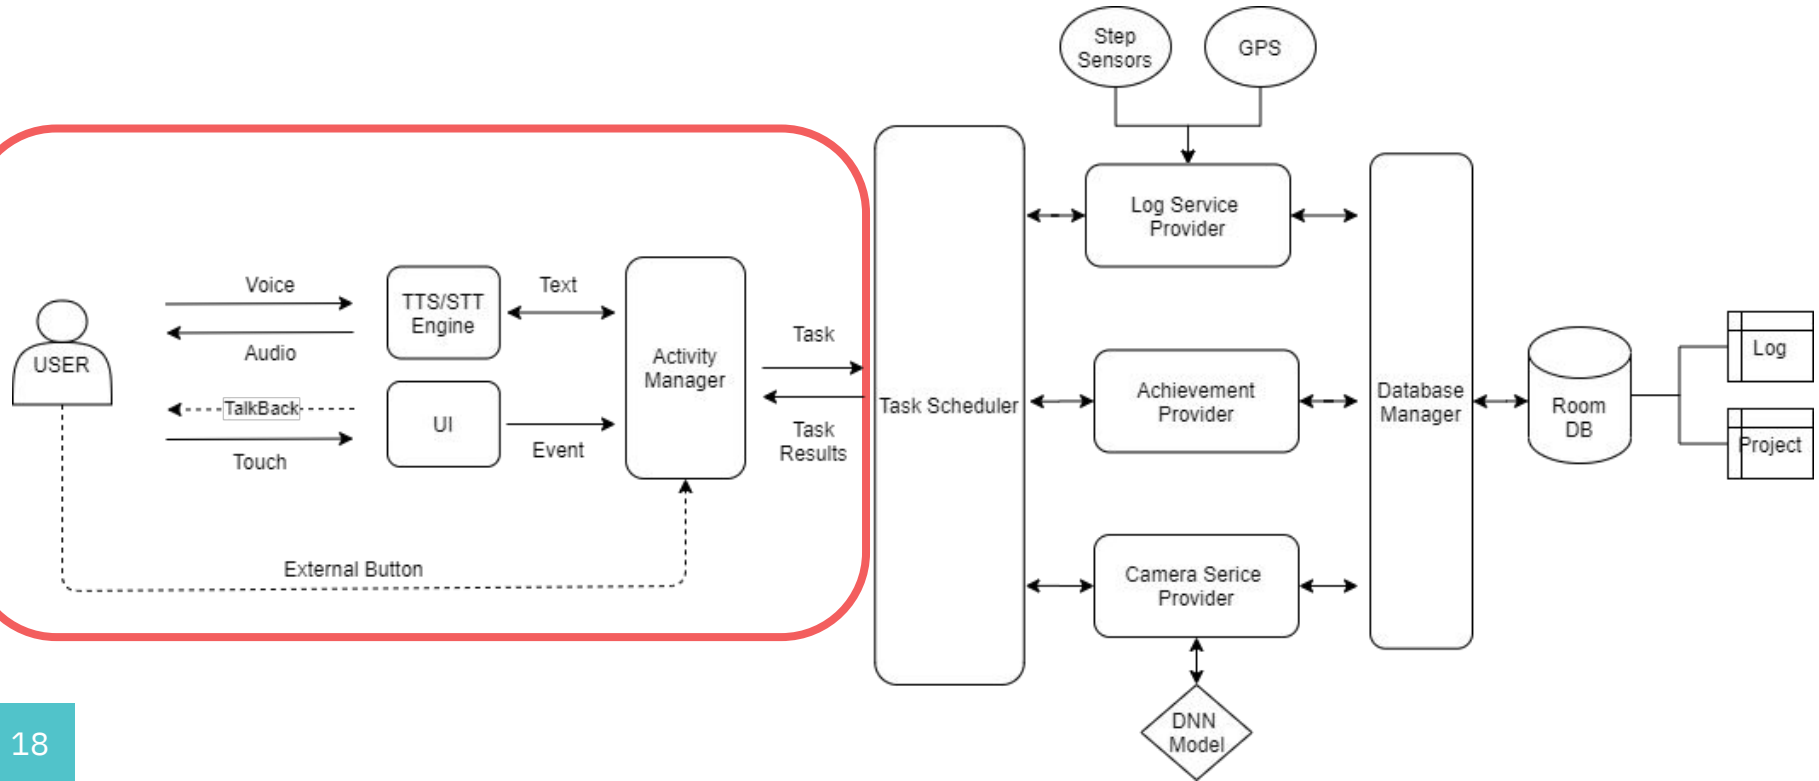 Step
Sensors
GPS
Log Service
Provider
Voice
TTS/STT
Engine
Text
Audio
USER
TalkBack
UI
Touch
Event
Activity
Manager
Task
Task
Results
External Button
Task Scheduler
Achievement
Provider
Database
Manager
Room
DB
Log
Project
Camera Serice
Provider
DNN
Model
18